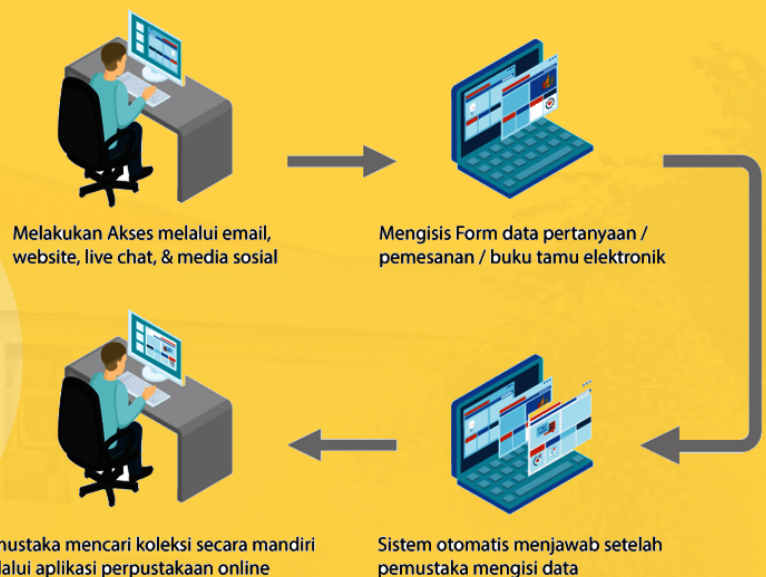 Melakukan Akses melalui email,
website, live chat, & media sosial
Mengisis Form data pertanyaan /
pemesanan / buku tamu elektronik
mustaka mencari koleksi secara mandiri
lalui aplikasi perpustakaan online
Sistem otomatis menjawab setelah
pemustaka mengisi data